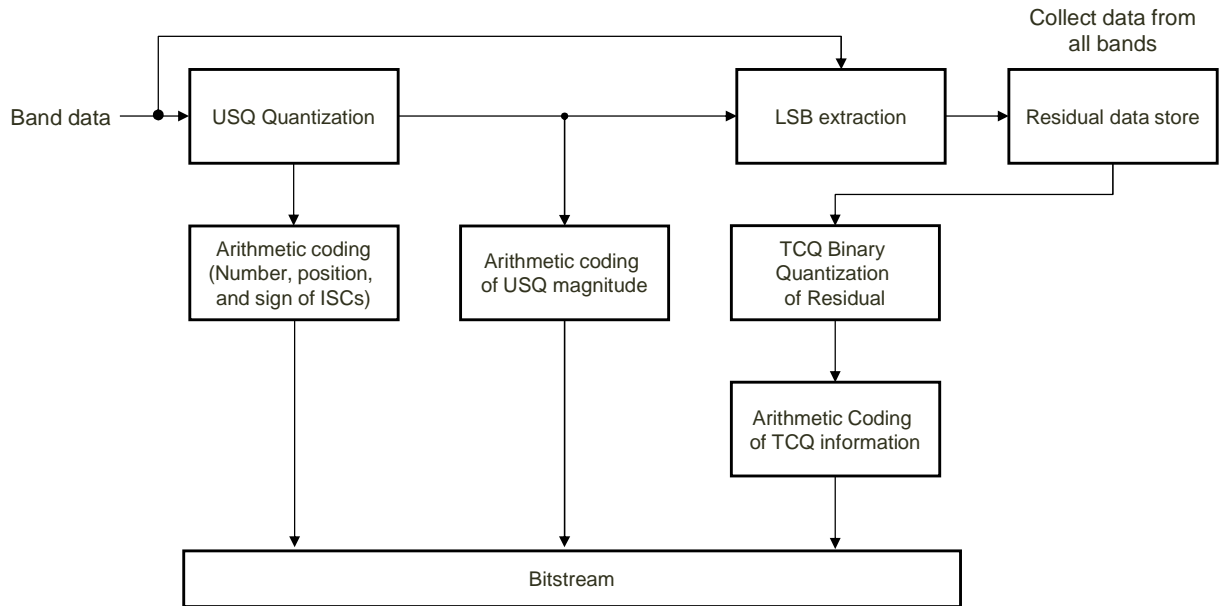 Collect data from
all bands
Band data
USQ Quantization
LSB extraction
Residual data store
Arithmetic coding
(Number, position,
and sign of ISCs)
Arithmetic coding
of USQ magnitude
TCQ Binary
Quantization
of Residual
Arithmetic Coding
of TCQ information
Bitstream